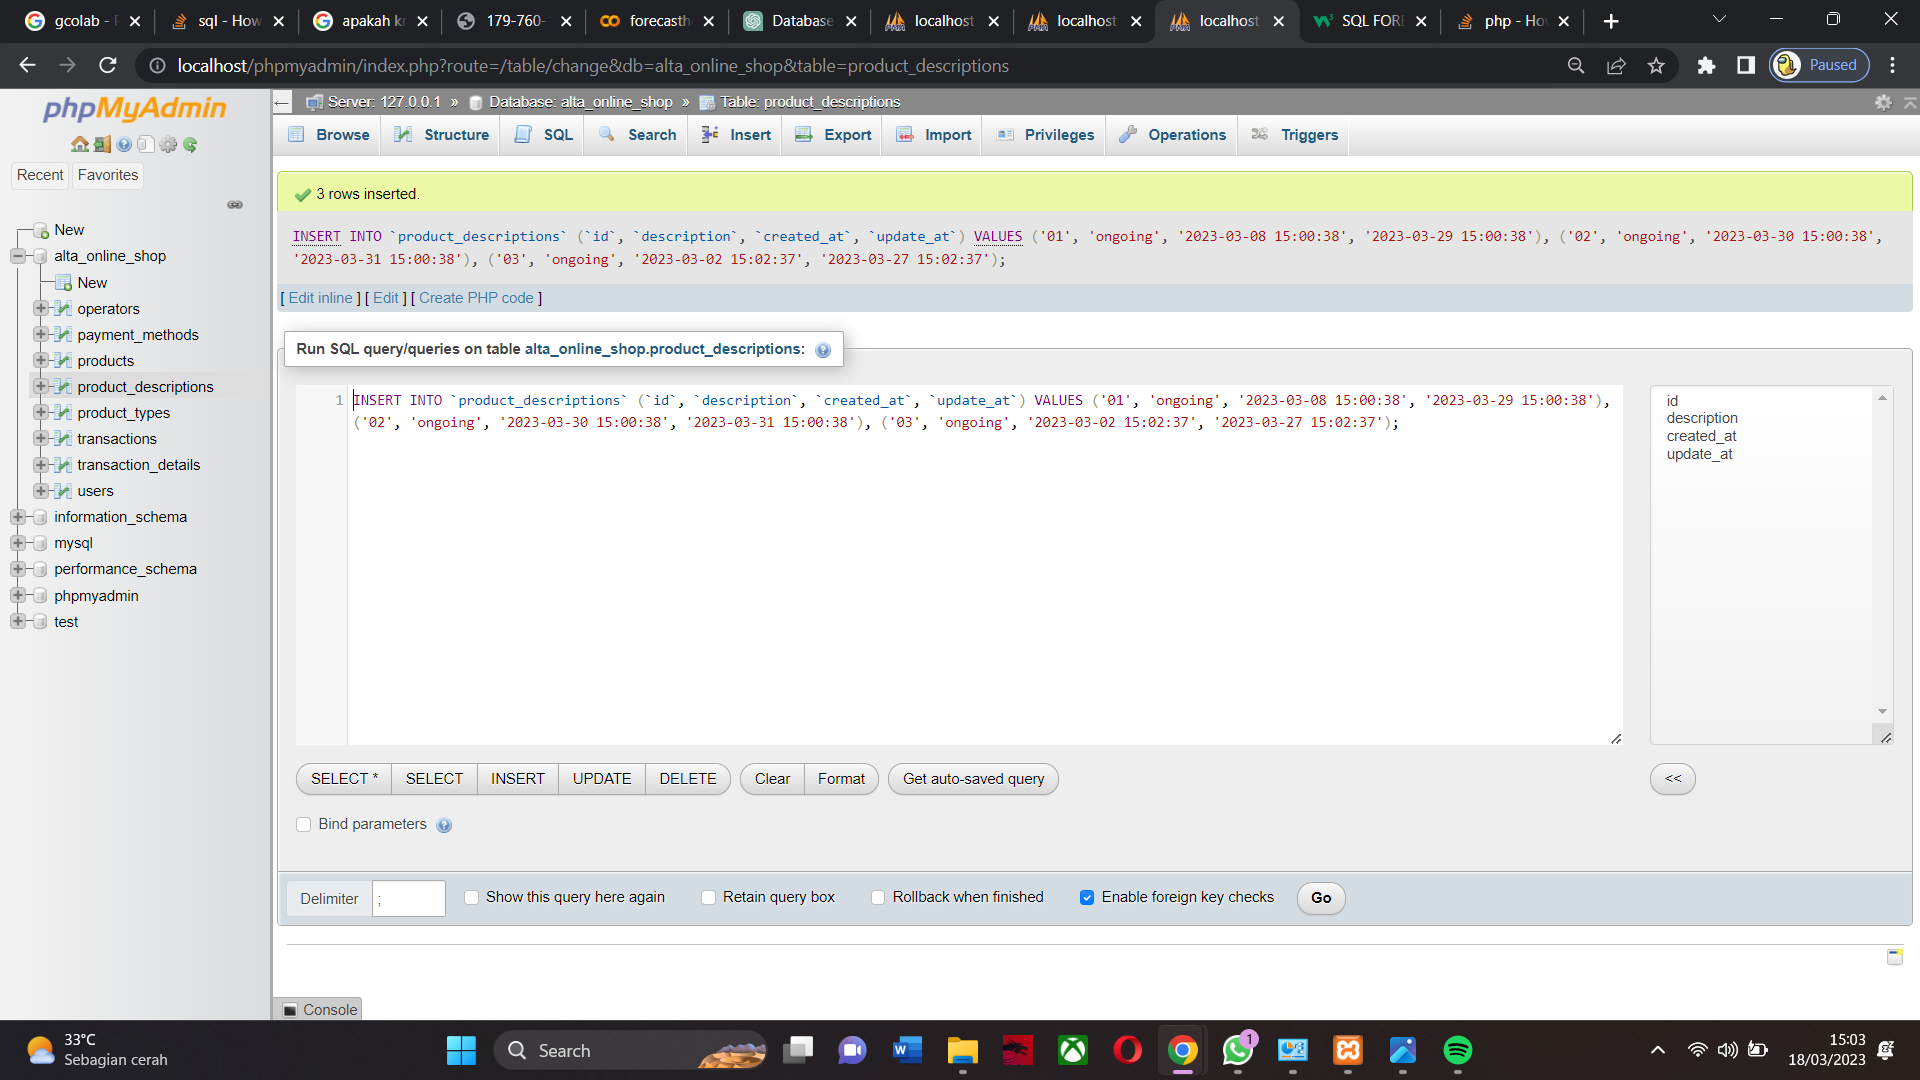 gcolab -
sql - How
apakah k
179-760-
forecasth
Database
localhost
localhost
localhost
SQL FOR
php - Ho
localhost/phpmyadmin/index.php?route=/table/change&db=alta_online_shop&table=product_descriptions
Paused
phpMyAdmin
Recent
Favorites
New
alta_online_shop
New
operators
payment_methods
products
product_descriptions
product_types
transactions
transaction_details
users
information_schema
mysql
performance_schema
phpmyadmin
test
Server: 127.0.0.1 » Database: alta_online_shop » Table: product_descriptions
Browse Structure SQL Search Insert Export Import Privileges Operations Triggers
3 rows inserted.
INSERT INTO `product_descriptions` (`id`, `description`, `created_at`, `update_at`) VALUES ('01', 'ongoing', '2023-03-08 15:00:38', '2023-03-29 15:00:38'), ('02', 'ongoing', '2023-03-30 15:00:38',
'2023-03-31 15:00:38'), ('03', 'ongoing', '2023-03-02 15:02:37', '2023-03-27 15:02:37');
[ Edit inline ] [ Edit ] [ Create PHP code ]
Run SQL query/queries on table alta_online_shop.product_descriptions:
1
INSERT INTO `product_descriptions` (`id`, `description`, `created_at`, `update_at`) VALUES ('01', 'ongoing', '2023-03-08 15:00:38', '2023-03-29 15:00:38'),
('02', 'ongoing', '2023-03-30 15:00:38', '2023-03-31 15:00:38'), ('03', 'ongoing', '2023-03-02 15:02:37', '2023-03-27 15:02:37');
id
description
created_at
update_at
SELECT * SELECT INSERT UPDATE DELETE Clear Format Get auto-saved query <<
Bind parameters
Delimiter ; Show this query here again Retain query box Rollback when finished Enable foreign key checks Go
Console
33°C
Sebagian cerah
Search
1
15:03
18/03/2023